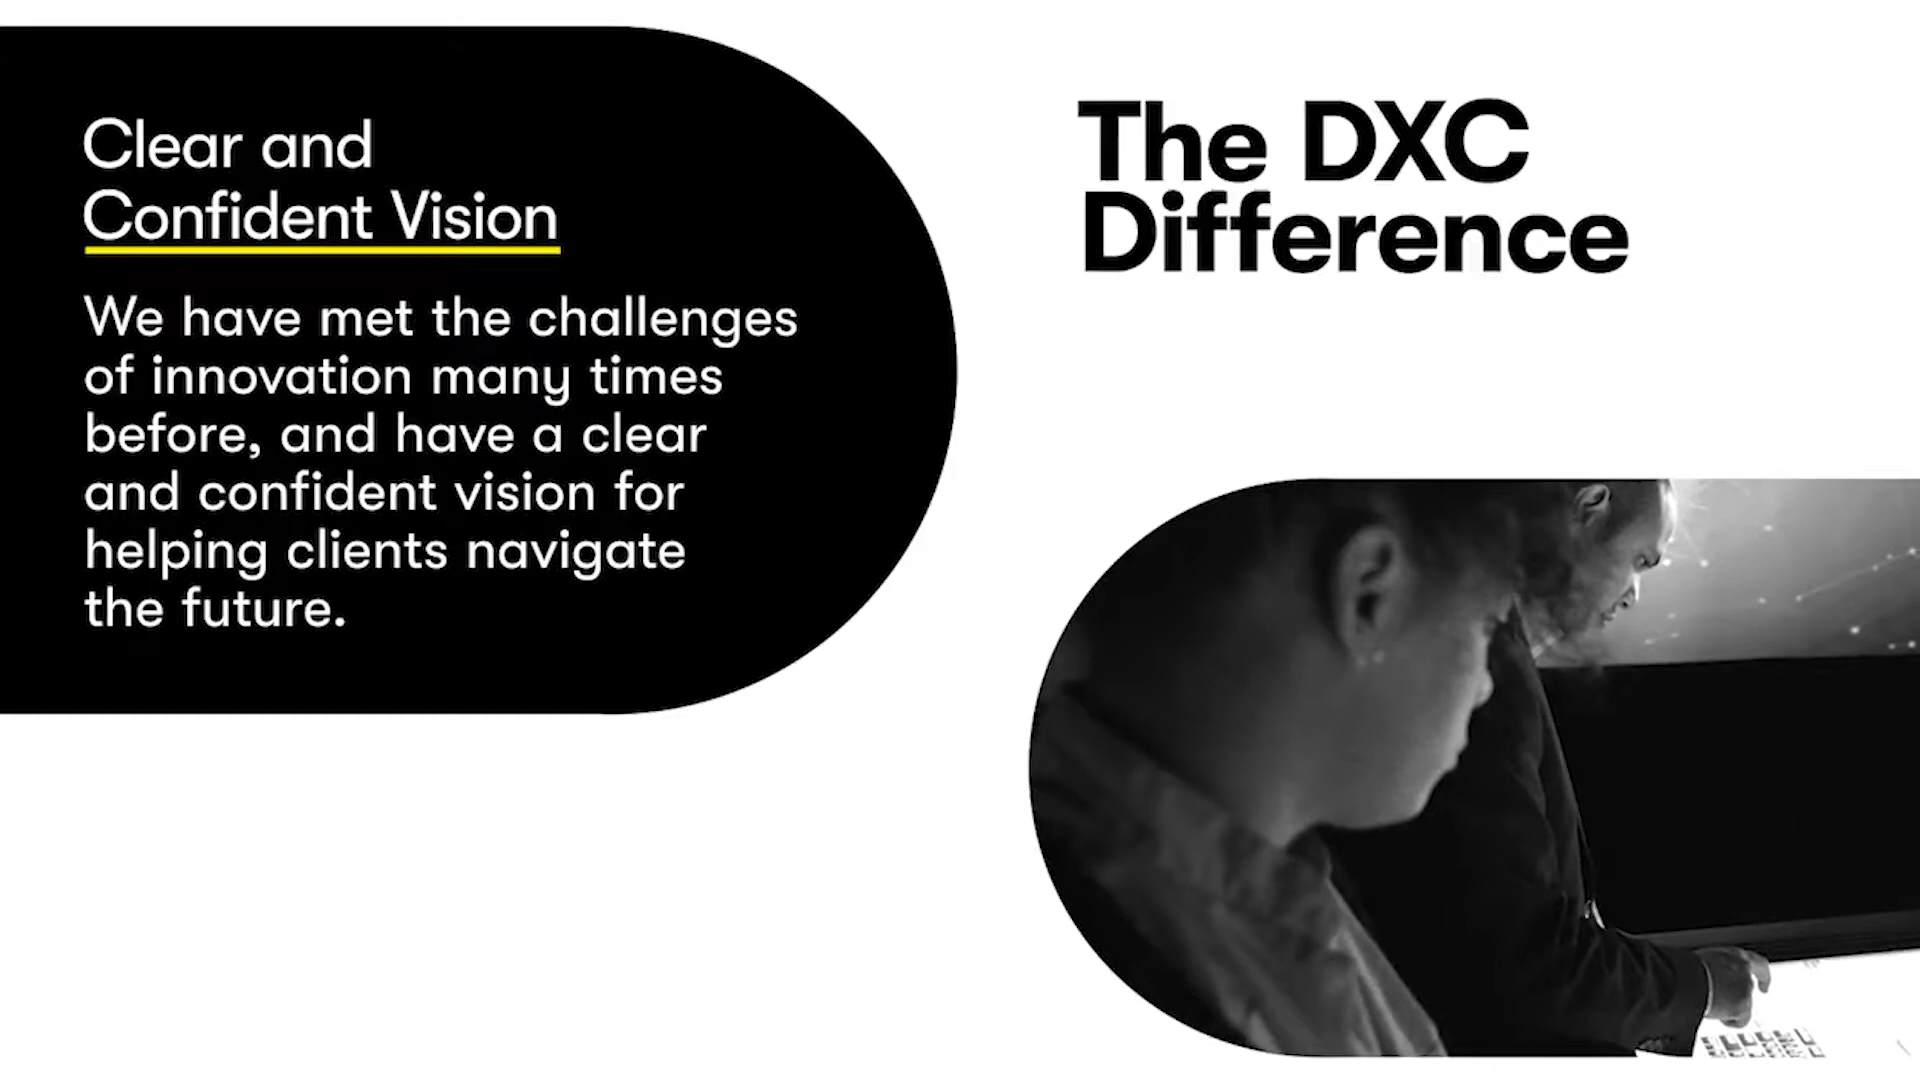 Clear and
Confident Vision
We have met the challenges
of innovation many times
before, and have a clear
and confident vision for
helping clients navigate
the future.
The DXC
Difference